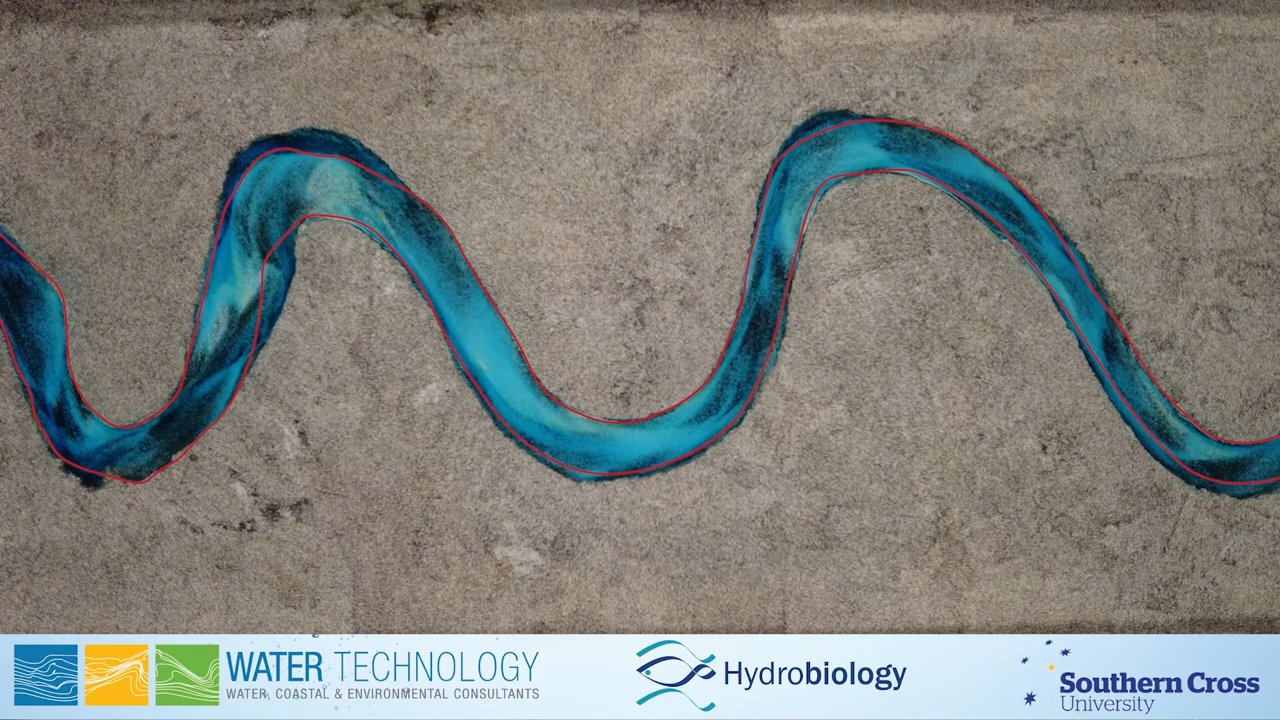 WATER TECHNOLOGY
WATER, COASTAL & ENVIRONMENTAL CONSULTANTS
Hydrobiology
Southern Cross
University